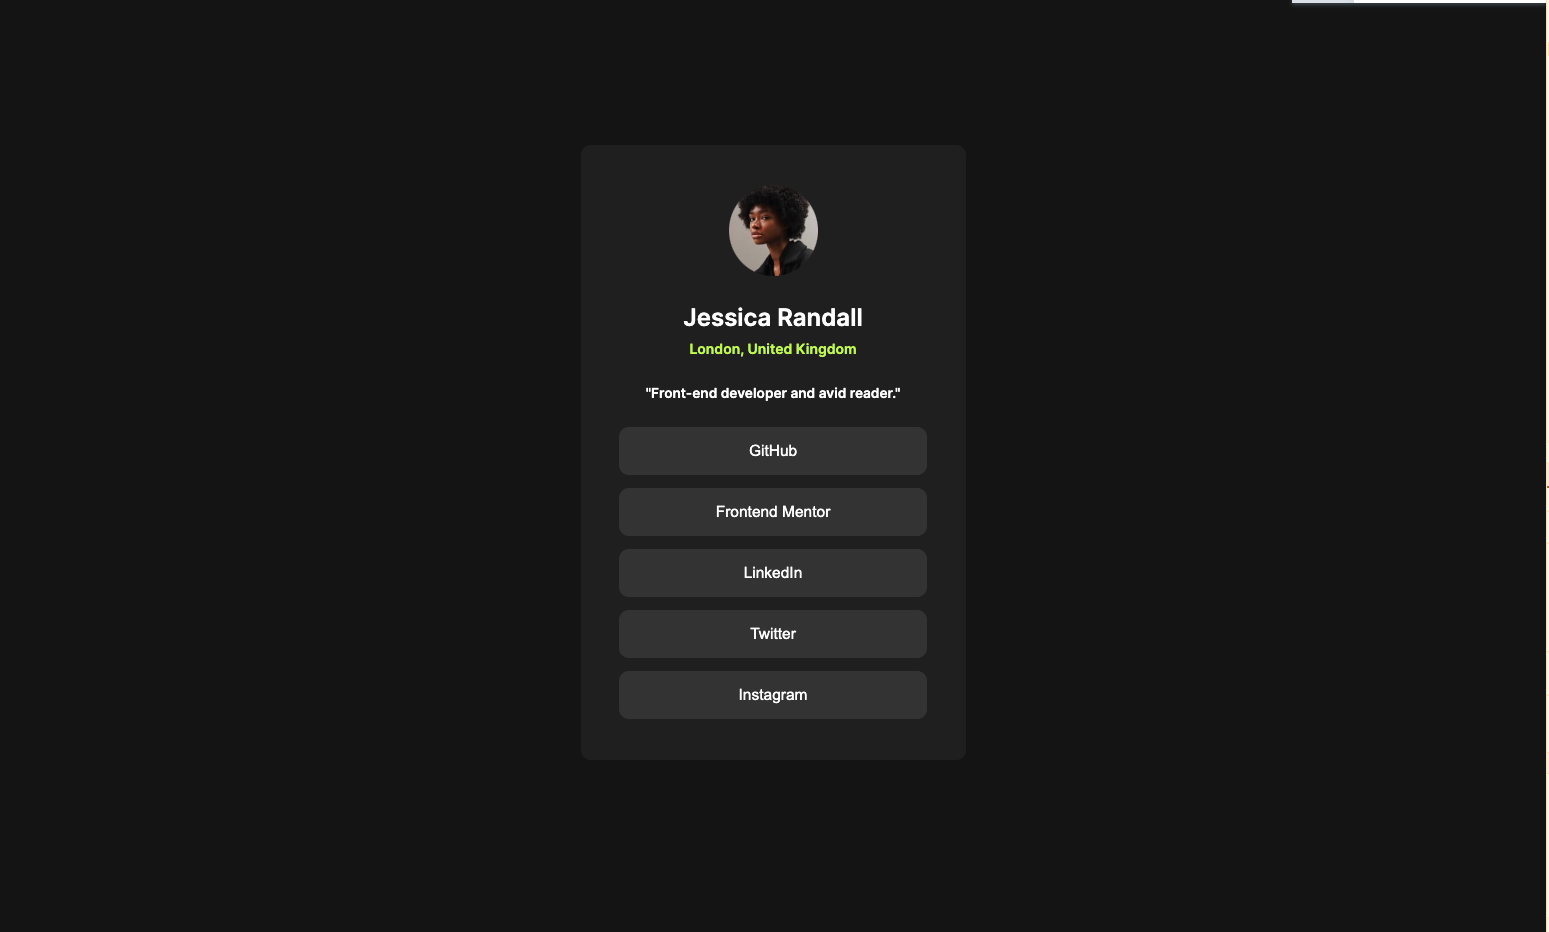 Jessica Randall
London, United Kingdom
"Front-end developer and avid reader."
GitHub
Frontend Mentor
LinkedIn
Twitter
Instagram